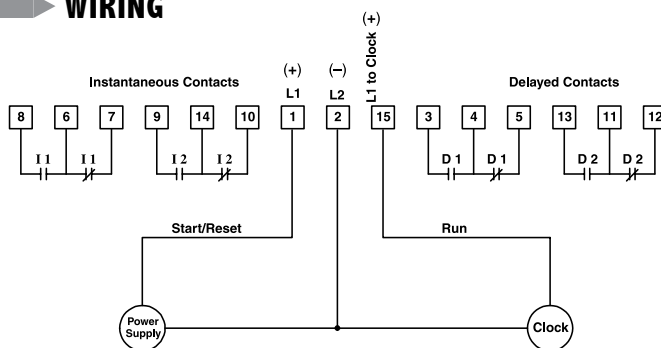 WIRING
Instantaneous Contacts
(+)
L1
(−)
L2
L1 to Clock (+)
Delayed Contacts
8 6 7 9 14 10 1 2 15 3 4 5 13 11 12
I 1 I 1 I 2 I 2 D 1 D 1 D 2 D 2
Start/Reset
Run
Power
Supply
Clock